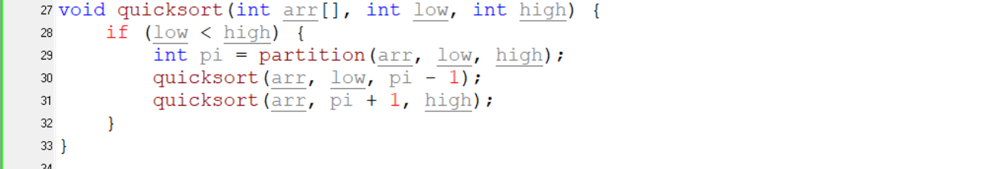 27 void quicksort(int arr[], int low, int high) {
28     if (low < high) {
29         int pi = partition(arr, low, high);
30         quicksort(arr, low, pi - 1);
31         quicksort(arr, pi + 1, high);
32     }
33 }
34